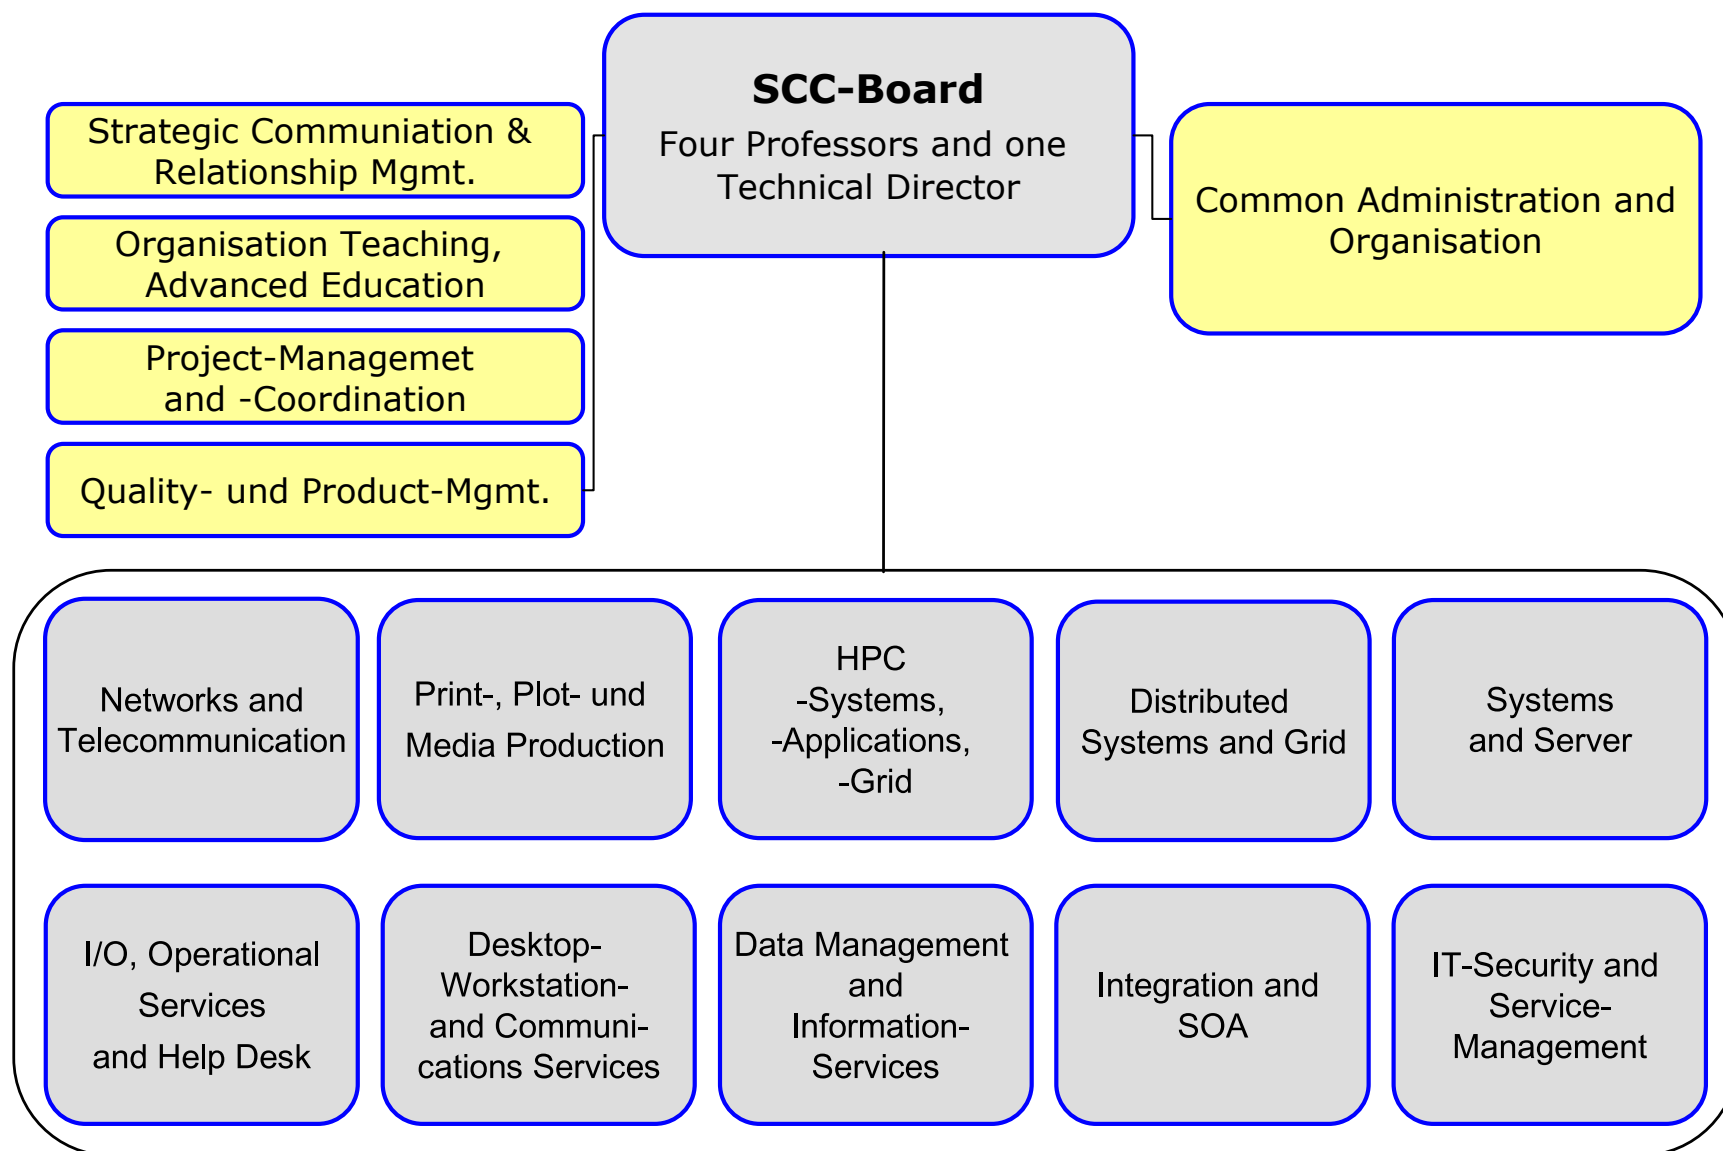 SCC-Board
Four Professors and one
Technical Director
Strategic Communiation &
Relationship Mgmt.
Organisation Teaching,
Advanced Education
Project-Managemet
and -Coordination
Quality- und Product-Mgmt.
Common Administration and
Organisation
Networks and
Telecommunication
Print-, Plot- und
Media Production
HPC
-Systems,
-Applications,
-Grid
Distributed
Systems and Grid
Systems
and Server
I/O, Operational
Services
and Help Desk
Desktop-
Workstation-
and Communi-
cations Services
Data Management
and
Information-
Services
Integration and
SOA
IT-Security and
Service-
Management